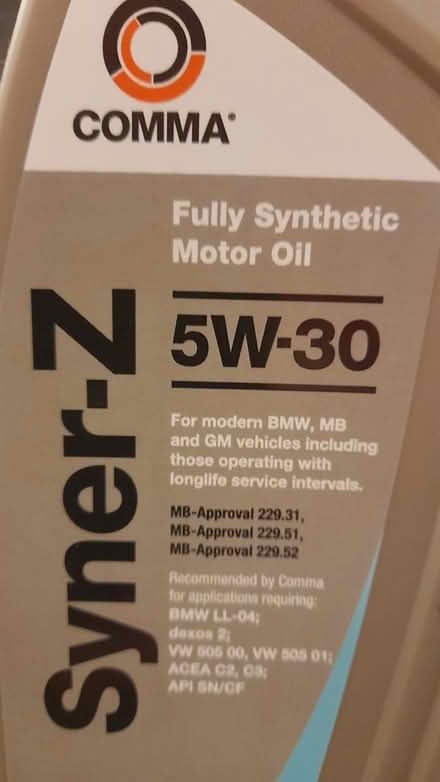 COMMA®
Fully Synthetic
Motor Oil
5W-30
Syner-Z
For modern BMW, MB
and GM vehicles including
those operating with
longlife service intervals.
MB-Approval 229.31,
MB-Approval 229.51,
MB-Approval 229.52
Recommended by Comma
for applications requiring:
BMW LL-04;
dexos 2;
VW 505 00, VW 505 01;
ACEA C2, C3;
API SN/CF